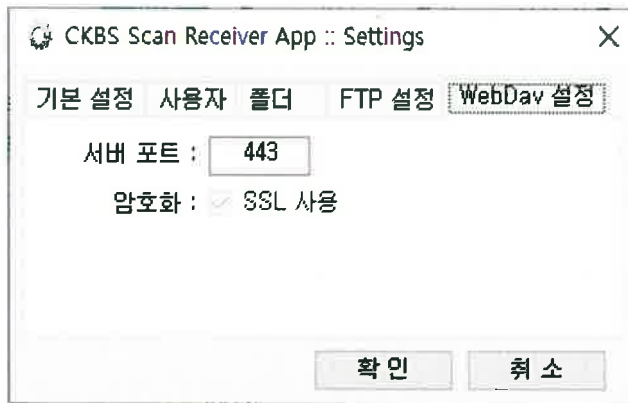 CKBS Scan Receiver App :: Settings
기본 설정 사용자 폴더 FTP 설정 WebDav 설정
서버 포트 : 443
암호화 : SSL 사용
확인 취소